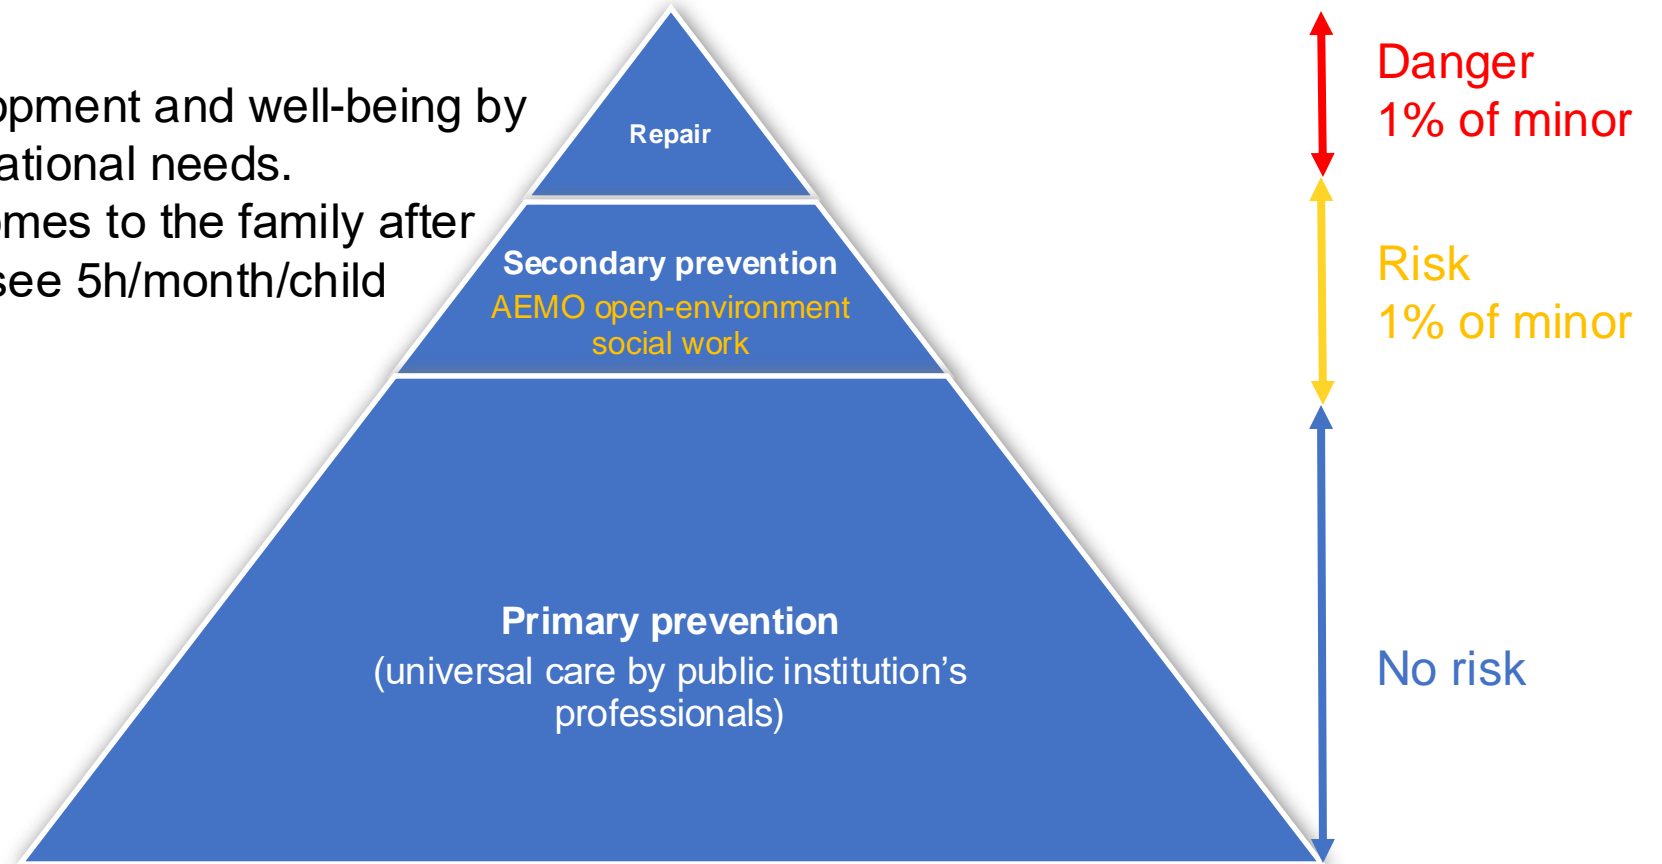 opment and well-being by
ational needs.
omes to the family after
see 5h/month/child
Repair
Secondary prevention
AEMO open-environment
social work
Primary prevention
(universal care by public institution's
professionals)
Danger
1% of minor
Risk
1% of minor
No risk